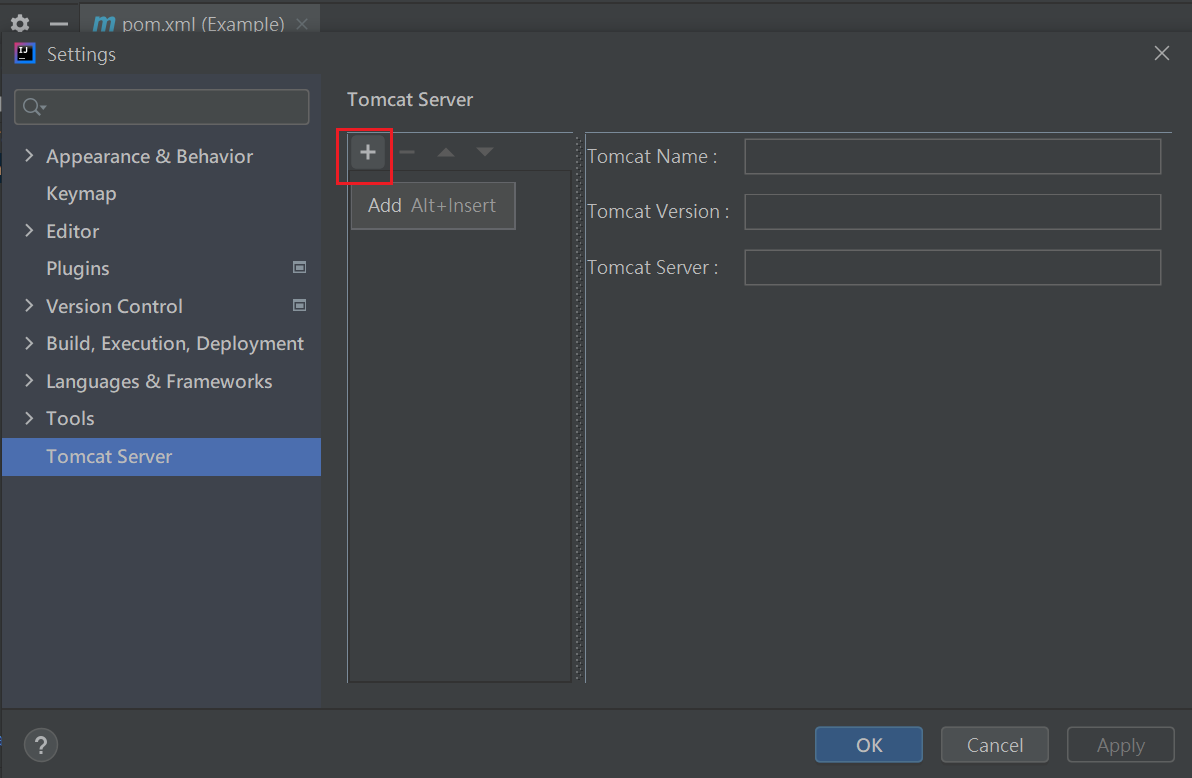 pom.xml (Example)
Settings
Tomcat Server
Appearance & Behavior
Keymap
Editor
Plugins
Version Control
Build, Execution, Deployment
Languages & Frameworks
Tools
Tomcat Server
Add Alt+Insert
Tomcat Name :
Tomcat Version :
Tomcat Server :
?
OK
Cancel
Apply